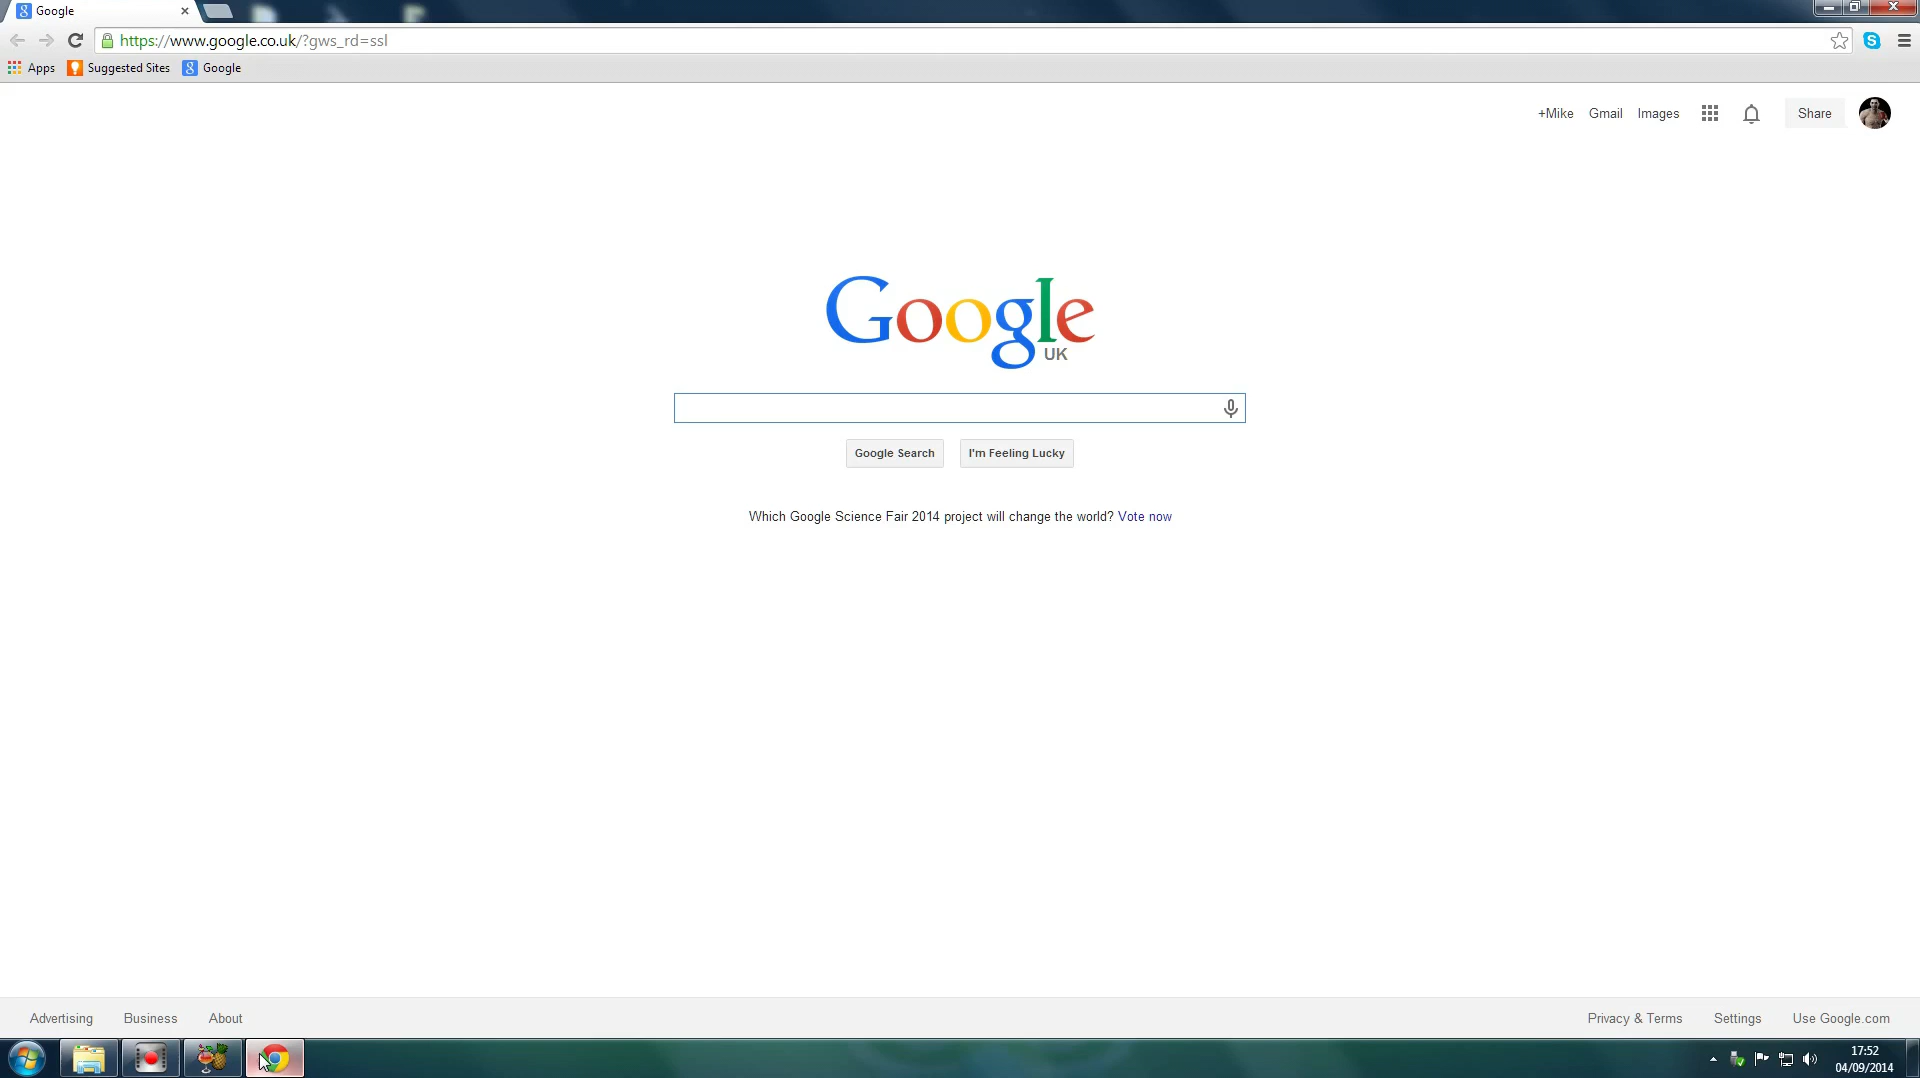 Google
https://www.google.co.uk/?gws_rd=ssl
Apps Suggested Sites Google
+Mike Gmail Images Share
Google
UK
Google Search I'm Feeling Lucky
Which Google Science Fair 2014 project will change the world? Vote now
Advertising Business About Privacy & Terms Settings Use Google.com
17:52
04/09/2014